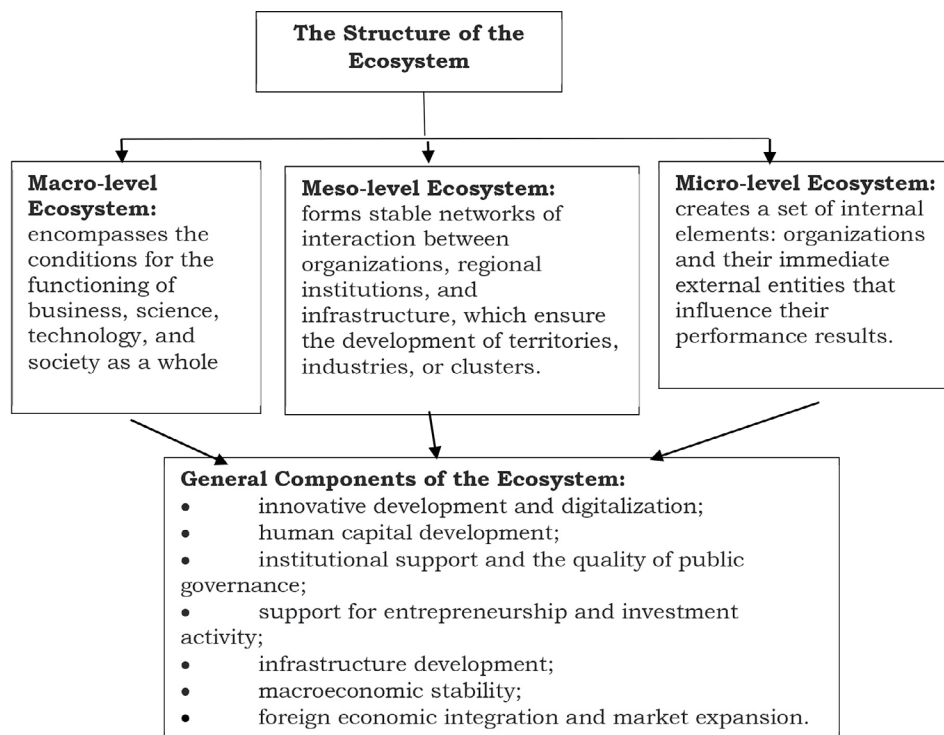 The Structure of the
Ecosystem
Macro-level
Ecosystem:
encompasses the
conditions for the
functioning of
business, science,
technology, and
society as a whole
Meso-level Ecosystem:
forms stable networks of
interaction between
organizations, regional
institutions, and
infrastructure, which ensure
the development of territories,
industries, or clusters.
Micro-level Ecosystem:
creates a set of internal
elements: organizations
and their immediate
external entities that
influence their
performance results.
General Components of the Ecosystem:
• innovative development and digitalization;
• human capital development;
• institutional support and the quality of public
governance;
• support for entrepreneurship and investment
activity;
• infrastructure development;
• macroeconomic stability;
• foreign economic integration and market expansion.